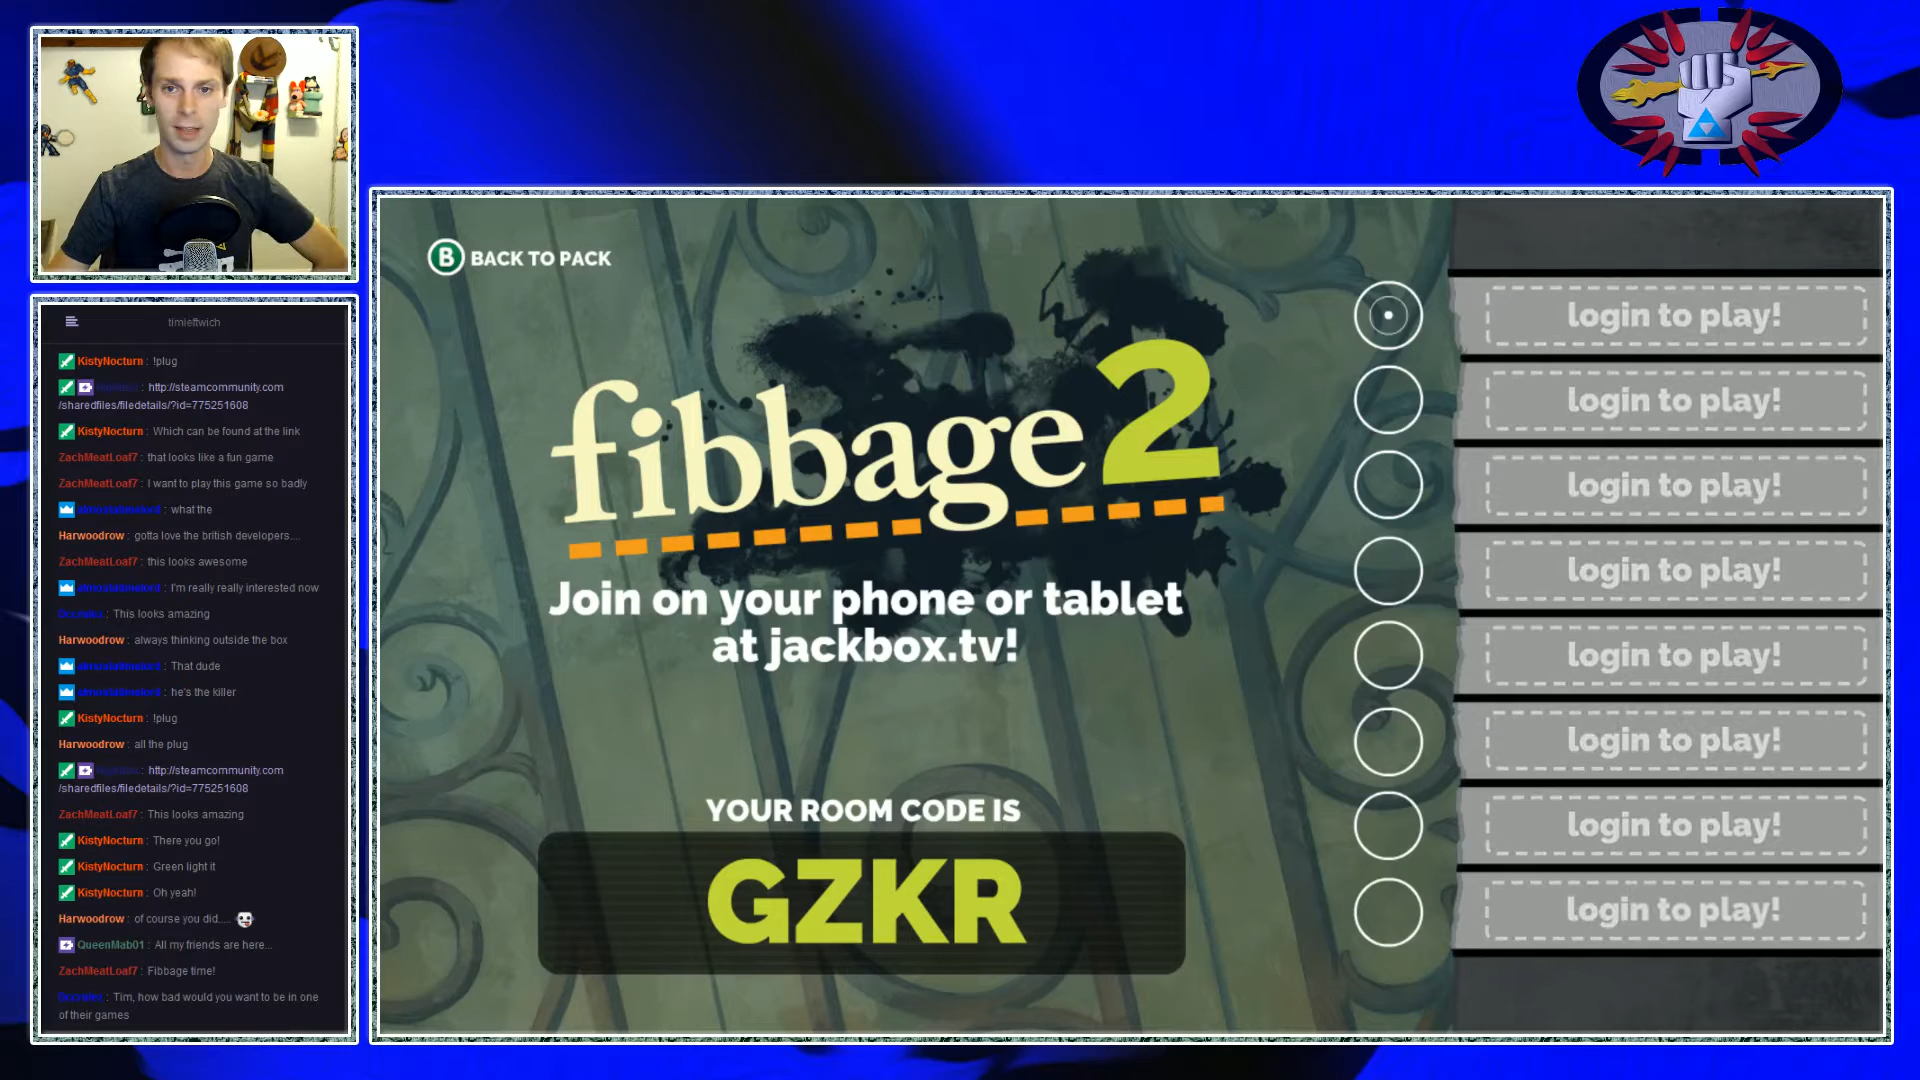 timieftwich
KistyNocturn : !plug
: http://steamcommunity.com
/sharedfiles/filedetails/?id=775251608
KistyNocturn : Which can be found at the link
ZachMeatLoaf7 : that looks like a fun game
ZachMeatLoaf7 : I want to play this game so badly
: what the
Harwoodrow : gotta love the british developers....
ZachMeatLoaf7 : this looks awesome
: I'm really really interested now
: This looks amazing
Harwoodrow : always thinking outside the box
: That dude
: he's the killer
KistyNocturn : !plug
Harwoodrow : all the plug
: http://steamcommunity.com
/sharedfiles/filedetails/?id=775251608
ZachMeatLoaf7 : This looks amazing
KistyNocturn : There you go!
KistyNocturn : Green light it
KistyNocturn : Oh yeah!
Harwoodrow : of course you did.....
QueenMab01 : All my friends are here...
ZachMeatLoaf7 : Fibbage time!
: Tim, how bad would you want to be in one
of their games
B BACK TO PACK
fibbage 2
Join on your phone or tablet
at jackbox.tv!
YOUR ROOM CODE IS
GZKR
login to play!
login to play!
login to play!
login to play!
login to play!
login to play!
login to play!
login to play!